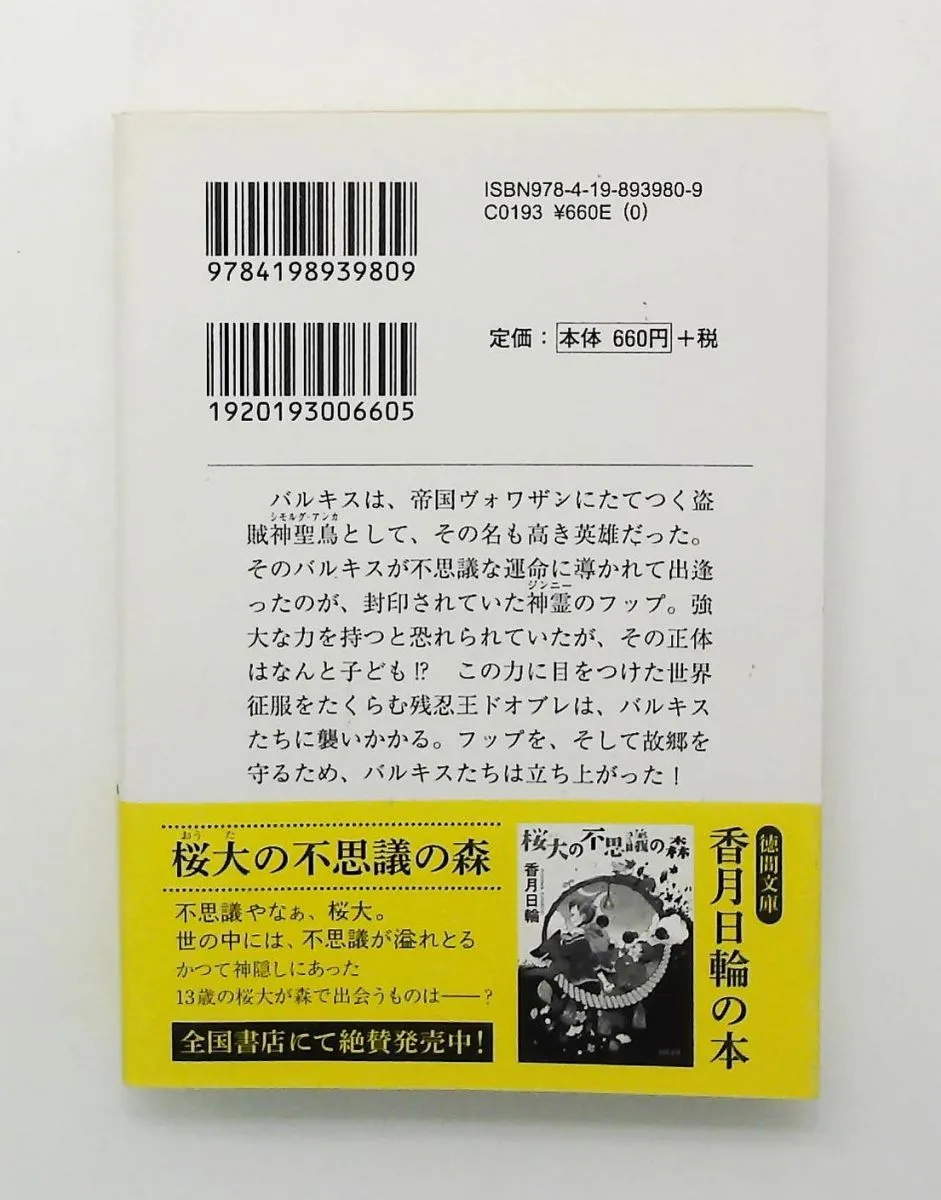 ISBN978-4-19-893980-9
C0193 ¥660E (0)
9784198939809
定価：本体 660円＋税
1920193006605
バルキスは、帝国ヴォワザンにたてつく盗
シモルグ・アンカ
賊神聖鳥として、その名も高き英雄だった。
そのバルキスが不思議な運命に導かれて出逢
ジンニー
ったのが、封印されていた神霊のフップ。強
大な力を持つと恐れられていたが、その正体
はなんと子ども!?　この力に目をつけた世界
征服をたくらむ残忍王ドオブレは、バルキス
たちに襲いかかる。フップを、そして故郷を
守るため、バルキスたちは立ち上がった！
おうた
桜大の不思議の森
不思議やなぁ、桜大。
世の中には、不思議が溢れとる
かつて神隠しにあった
13歳の桜大が森で出会うものは——？
全国書店にて絶賛発売中！
桜大の不思議の森
香月日輪
徳間文庫
香月日輪の本